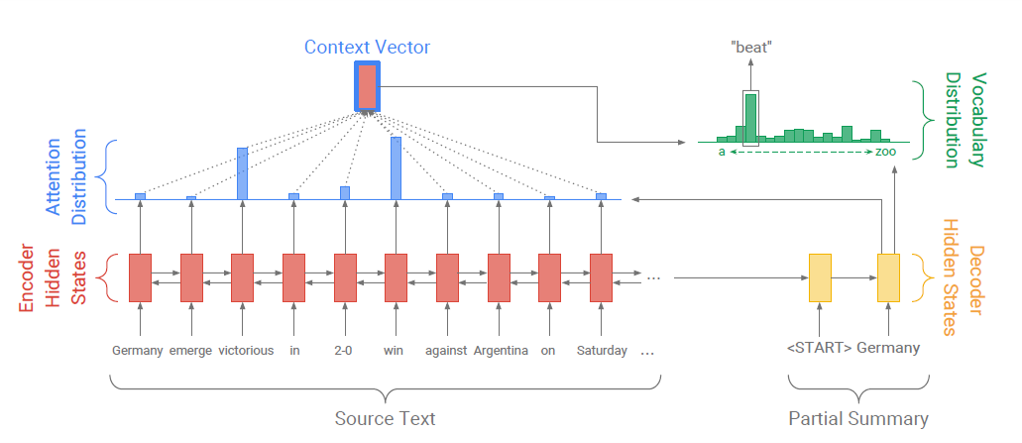 Context Vector
"beat"
Vocabulary
Distribution
a
zoo
Attention
Distribution
Encoder
Hidden
States
...
Decoder
Hidden States
Germany emerge victorious in 2-0 win against Argentina on Saturday ...
<START> Germany
Source Text
Partial Summary